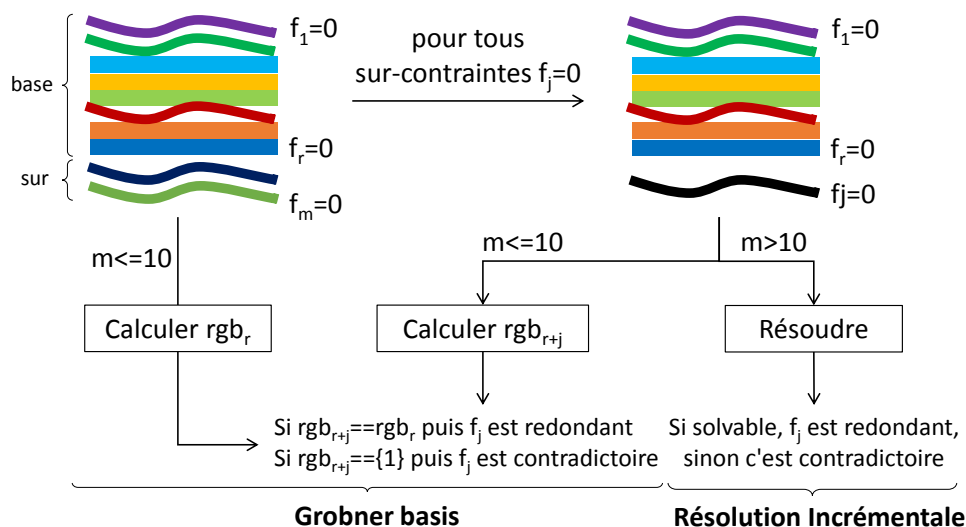 f₁=0
base
fᵣ=0
sur
fₘ=0
pour tous
sur-contraintes fⱼ=0
f₁=0
fᵣ=0
fj=0
m<=10
m<=10
m>10
Calculer rgbᵣ
Calculer rgbᵣ₊ⱼ
Résoudre
Si rgbᵣ₊ⱼ==rgbᵣ puis fⱼ est redondant
Si rgbᵣ₊ⱼ=={1} puis fⱼ est contradictoire
Si solvable, fⱼ est redondant,
sinon c'est contradictoire
Grobner basis
Résolution Incrémentale